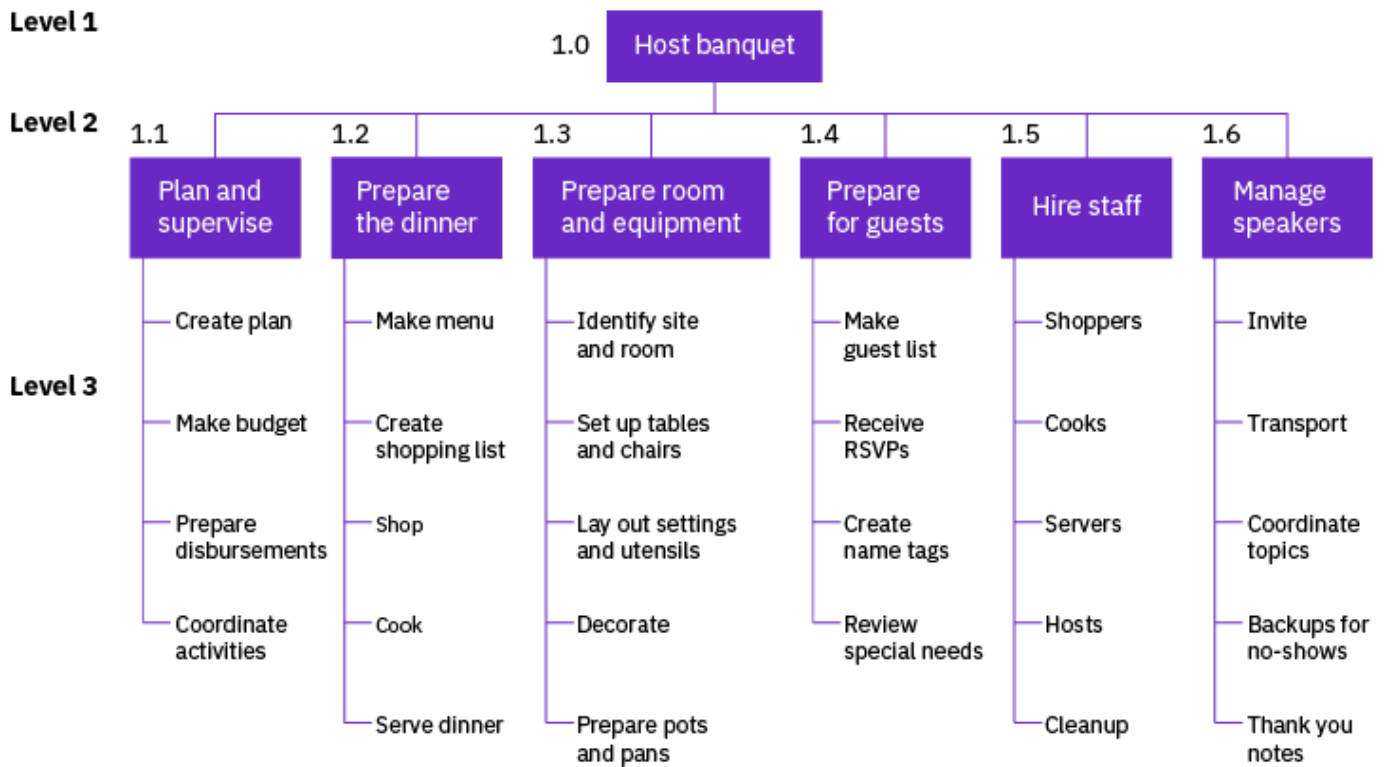 Level 1
1.0
Host banquet
Level 2
1.1
Plan and
supervise
1.2
Prepare
the dinner
1.3
Prepare room
and equipment
1.4
Prepare
for guests
1.5
Hire staff
1.6
Manage
speakers
Level 3
Create plan
Make budget
Prepare
disbursements
Coordinate
activities
Make menu
Create
shopping list
Shop
Cook
Serve dinner
Identify site
and room
Set up tables
and chairs
Lay out settings
and utensils
Decorate
Prepare pots
and pans
Make
guest list
Receive
RSVPs
Create
name tags
Review
special needs
Shoppers
Cooks
Servers
Hosts
Cleanup
Invite
Transport
Coordinate
topics
Backups for
no-shows
Thank you
notes